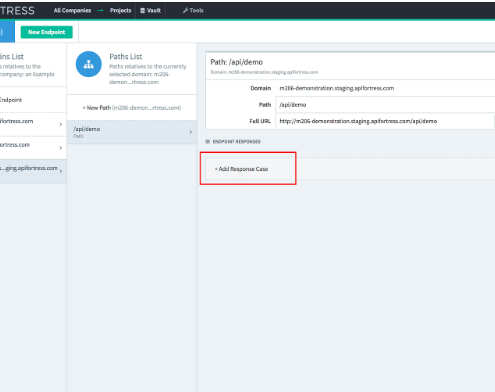 TRESS All Companies → Projects Vault Tools
New Endpoint
ins List
relatives to the
company: an Example
Endpoint
ifortress.com
ortress.com
...ging.apifortress.com
Paths List
Paths relatives to the currently
selected domain: m206-
demon...rtress.com
+ New Path (m206-demon...rtress.com)
/api/demo
Path
Path: /api/demo
Domain: m206-demonstration.staging.apifortress.com
Domain m206-demonstration.staging.apifortress.com
Path /api/demo
Full URL http://m206-demonstration.staging.apifortress.com/api/demo
ENDPOINT RESPONSES
+ Add Response Case